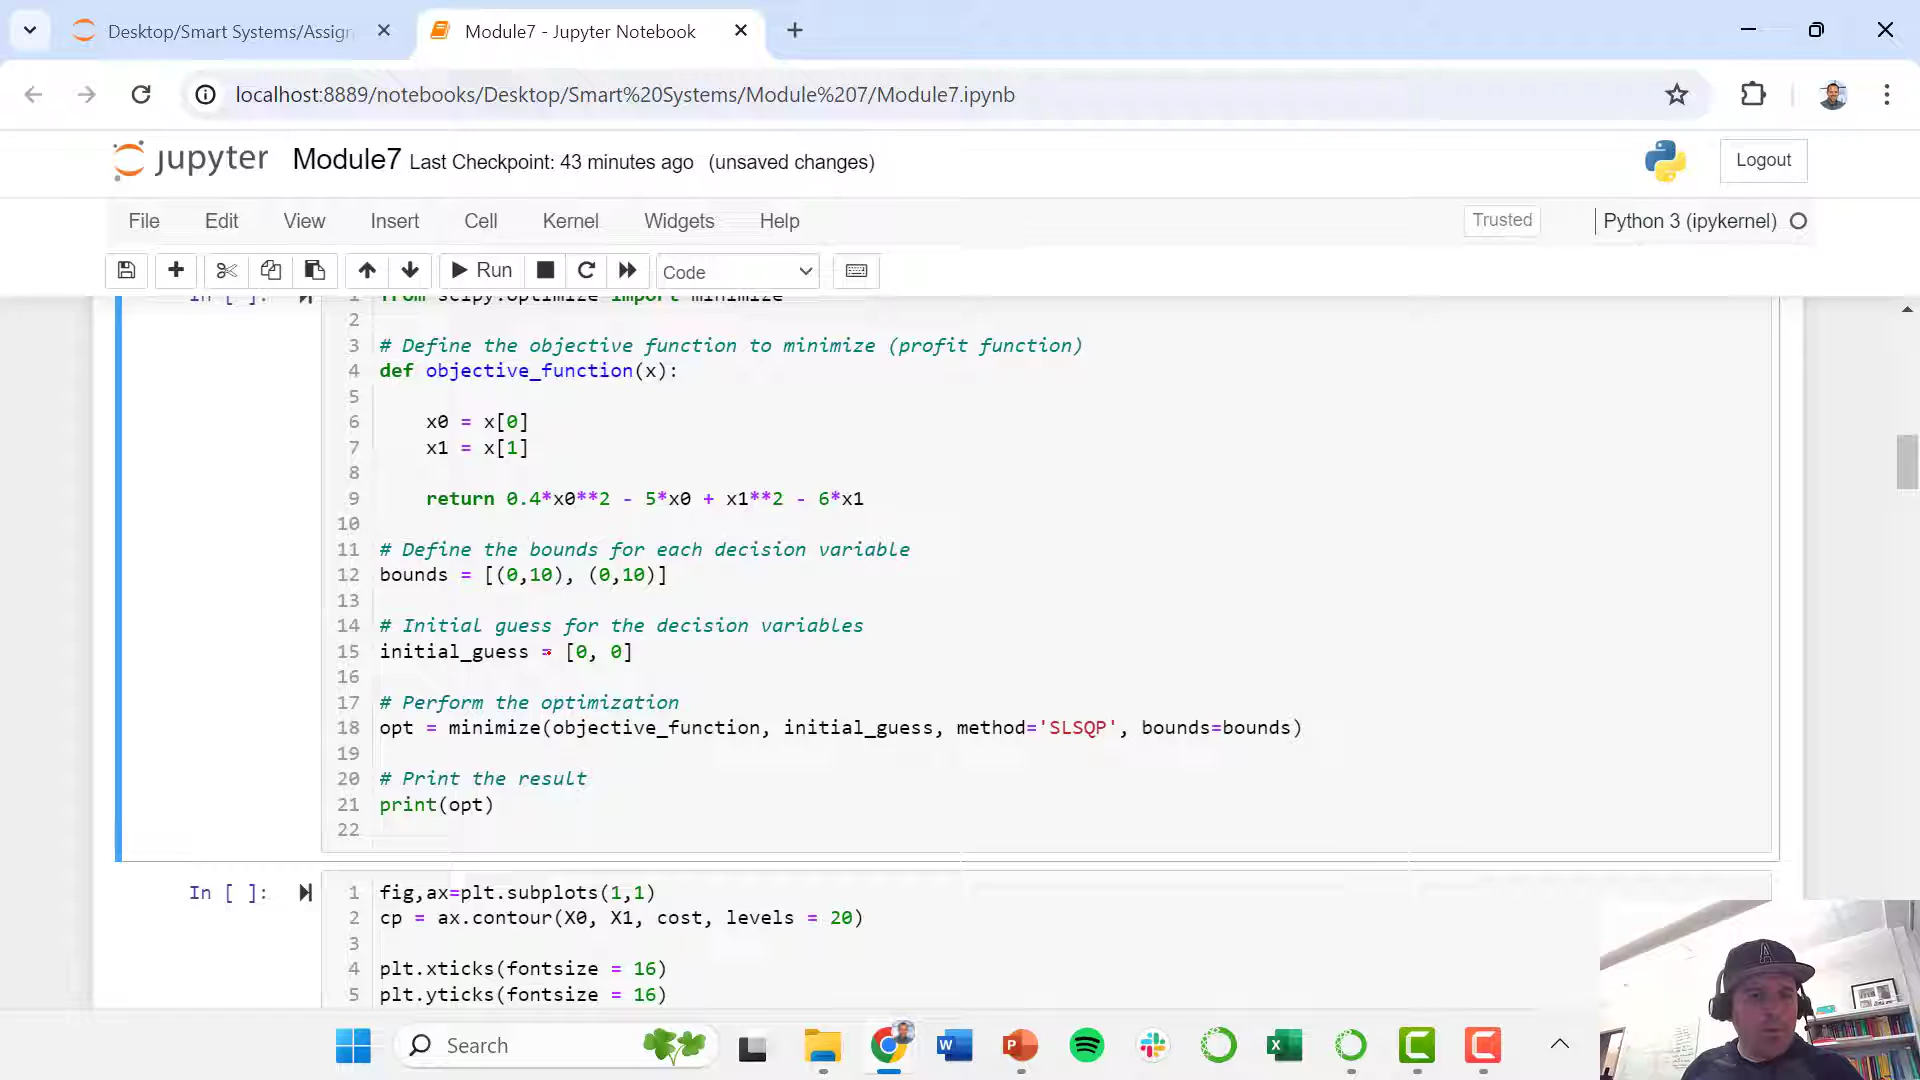 Desktop/Smart Systems/Assign
Module7 - Jupyter Notebook
localhost:8889/notebooks/Desktop/Smart%20Systems/Module%207/Module7.ipynb
jupyter Module7 Last Checkpoint: 43 minutes ago (unsaved changes)
Logout
File Edit View Insert Cell Kernel Widgets Help
Trusted
Python 3 (ipykernel)
Run
Code
In [ ]:
1 from scipy.optimize import minimize
2
3 # Define the objective function to minimize (profit function)
4 def objective_function(x):
5
6 x0 = x[0]
7 x1 = x[1]
8
9 return 0.4*x0**2 - 5*x0 + x1**2 - 6*x1
10
11 # Define the bounds for each decision variable
12 bounds = [(0,10), (0,10)]
13
14 # Initial guess for the decision variables
15 initial_guess = [0, 0]
16
17 # Perform the optimization
18 opt = minimize(objective_function, initial_guess, method='SLSQP', bounds=bounds)
19
20 # Print the result
21 print(opt)
22
In [ ]:
1 fig,ax=plt.subplots(1,1)
2 cp = ax.contour(X0, X1, cost, levels = 20)
3
4 plt.xticks(fontsize = 16)
5 plt.yticks(fontsize = 16)
Search
A
W
P
X
C
C